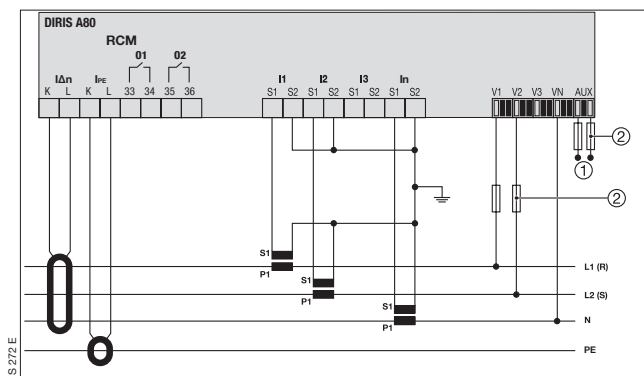 DIRIS A80
RCM
O1 O2
IΔn IPE I1 I2 I3 In
K L K L 33 34 35 36 S1 S2 S1 S2 S1 S2 S1 S2 V1 V2 V3 VN AUX
2
1
2
S1
P1
L1 (R)
S1
P1
L2 (S)
S1
P1
N
PE
S 272 E